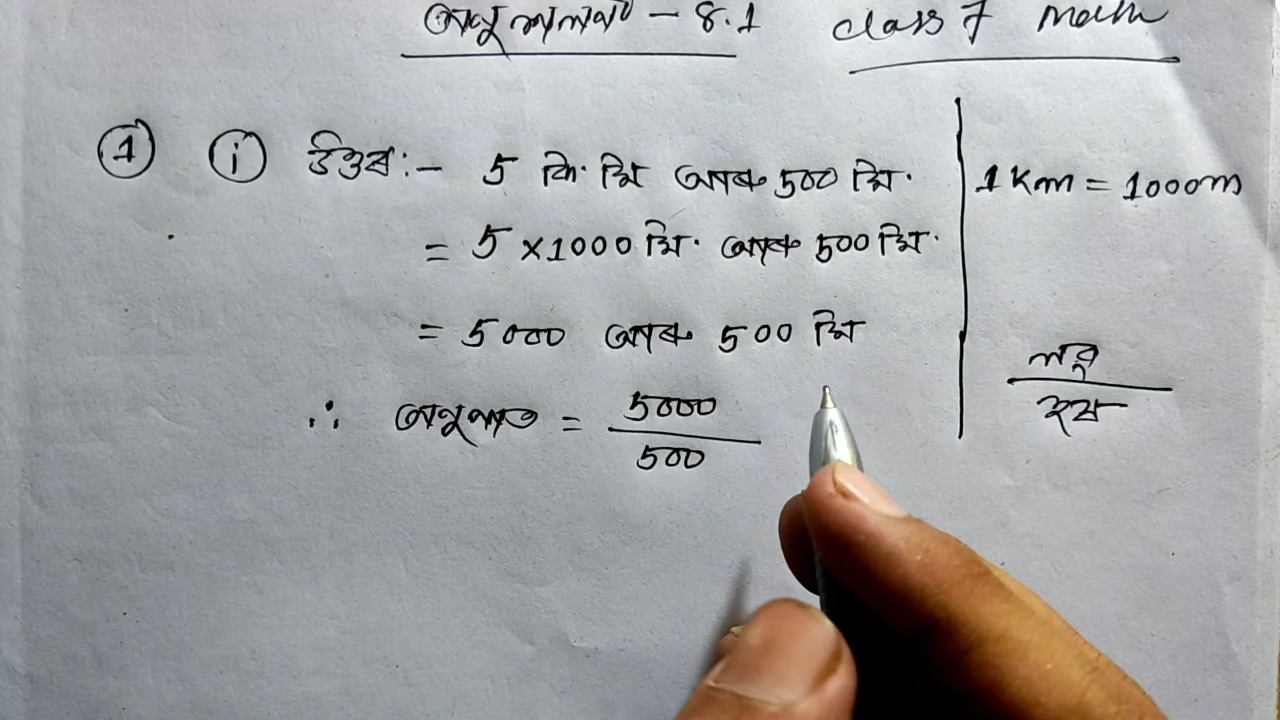 অনুশীলনী – 8.1 class 7 Math
① ⓘ উত্তৰ:– 5 কি. মি আৰু 500 মি.
= 5 ×1000 মি. আৰু 500 মি.
= 5000 আৰু 500 মি
∴ অনুপাত = 5000
500
1 Km = 1000m
লব
হৰ